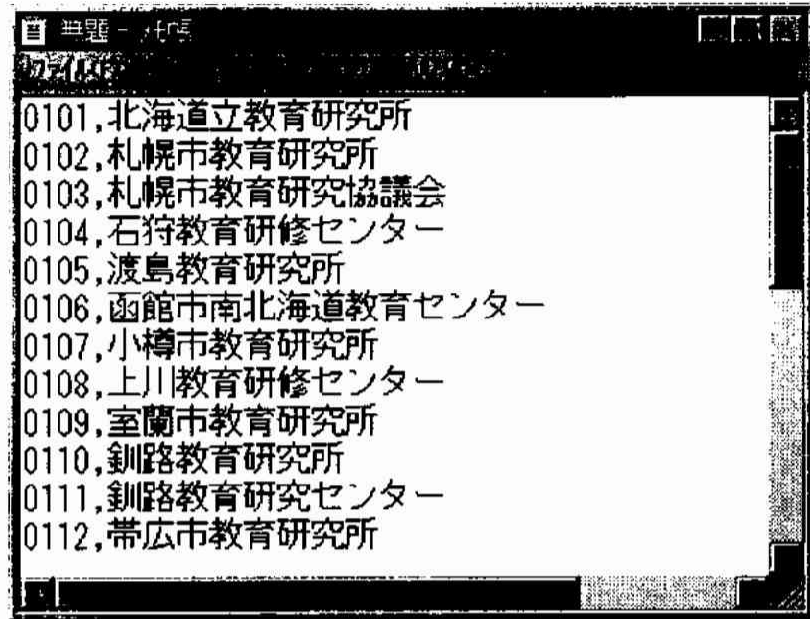 無題 - メモ帳
0101,北海道立教育研究所
0102,札幌市教育研究所
0103,札幌市教育研究協議会
0104,石狩教育研修センター
0105,渡島教育研究所
0106,函館市南北海道教育センター
0107,小樽市教育研究所
0108,上川教育研修センター
0109,室蘭市教育研究所
0110,釧路教育研究所
0111,釧路教育研究センター
0112,帯広市教育研究所